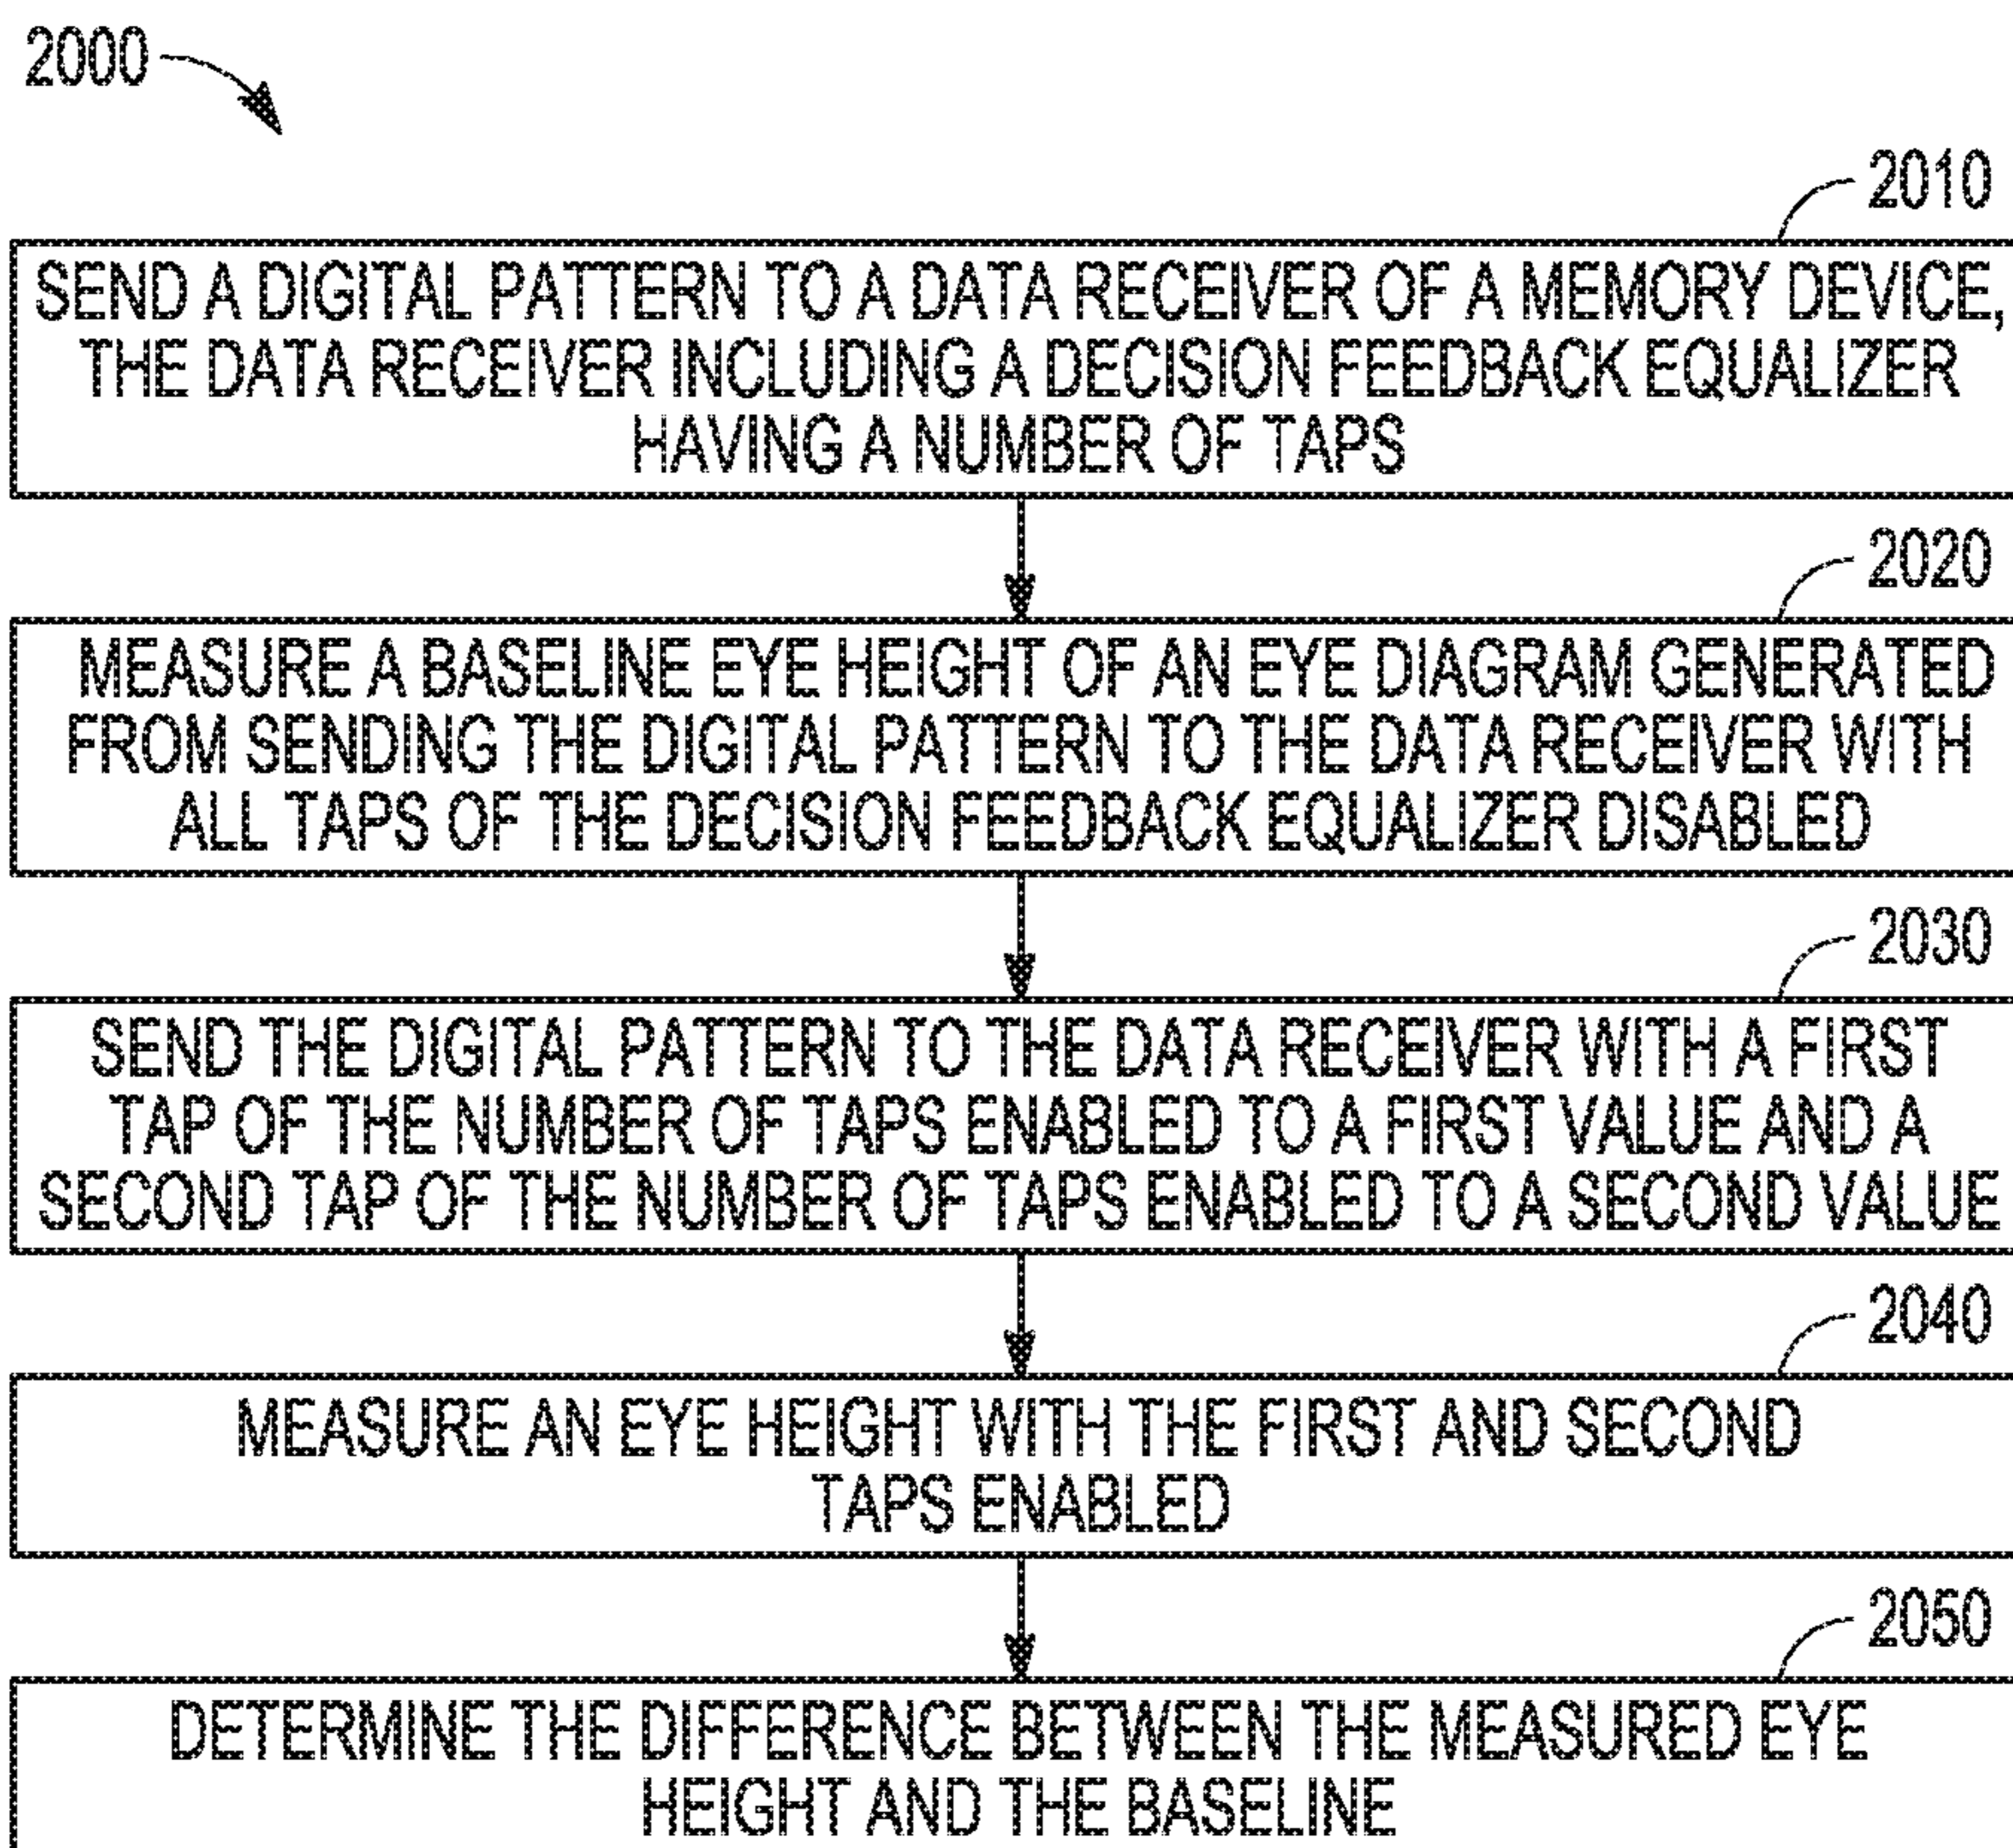 2000
2010
SEND A DIGITAL PATTERN TO A DATA RECEIVER OF A MEMORY DEVICE,
THE DATA RECEIVER INCLUDING A DECISION FEEDBACK EQUALIZER
HAVING A NUMBER OF TAPS
2020
MEASURE A BASELINE EYE HEIGHT OF AN EYE DIAGRAM GENERATED
FROM SENDING THE DIGITAL PATTERN TO THE DATA RECEIVER WITH
ALL TAPS OF THE DECISION FEEDBACK EQUALIZER DISABLED
2030
SEND THE DIGITAL PATTERN TO THE DATA RECEIVER WITH A FIRST
TAP OF THE NUMBER OF TAPS ENABLED TO A FIRST VALUE AND A
SECOND TAP OF THE NUMBER OF TAPS ENABLED TO A SECOND VALUE
2040
MEASURE AN EYE HEIGHT WITH THE FIRST AND SECOND
TAPS ENABLED
2050
DETERMINE THE DIFFERENCE BETWEEN THE MEASURED EYE
HEIGHT AND THE BASELINE